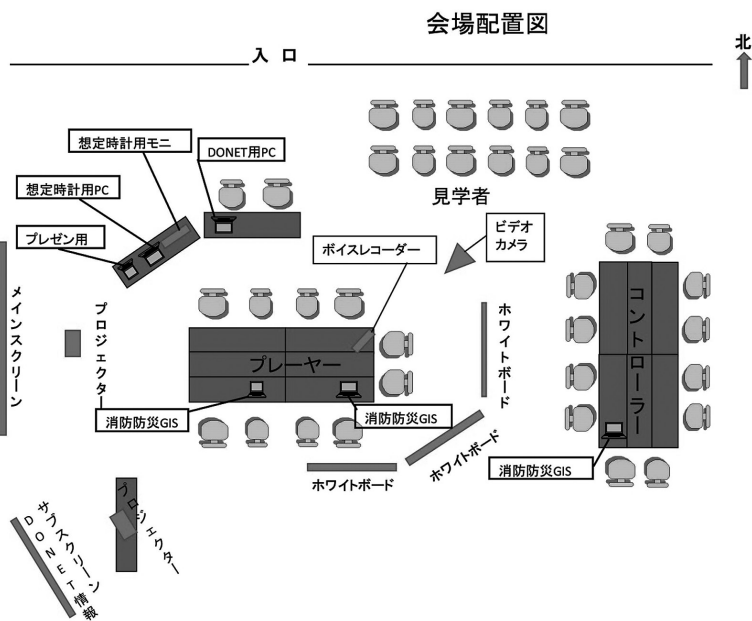 会場配置図
北
入 口
想定時計用モニ
DONET用PC
想定時計用PC
プレゼン用
見学者
ビデオ
カメラ
ボイスレコーダー
メインスクリーン
プロジェクター
プレーヤー
ホワイトボード
コントローラー
消防防災GIS
消防防災GIS
ホワイトボード
ホワイトボード
消防防災GIS
プロジェクター
サブスクリーン
DONET情報